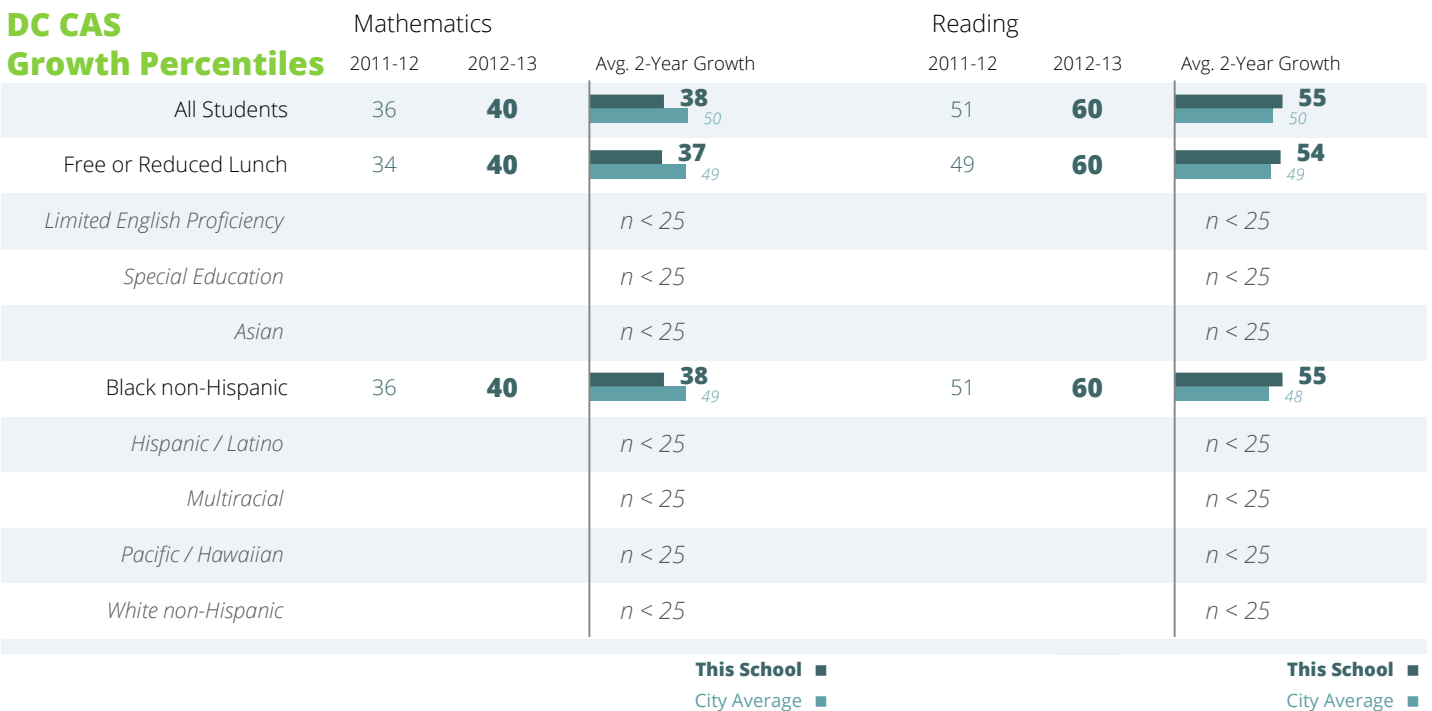 DC CAS
Growth Percentiles
Mathematics
Reading
2011-12 2012-13 Avg. 2-Year Growth 2011-12 2012-13 Avg. 2-Year Growth
All Students 36 40 38 50 51 60 55 50
Free or Reduced Lunch 34 40 37 49 49 60 54 49
Limited English Proficiency n < 25 n < 25
Special Education n < 25 n < 25
Asian n < 25 n < 25
Black non-Hispanic 36 40 38 49 51 60 55 48
Hispanic / Latino n < 25 n < 25
Multiracial n < 25 n < 25
Pacific / Hawaiian n < 25 n < 25
White non-Hispanic n < 25 n < 25
This School This School
City Average City Average